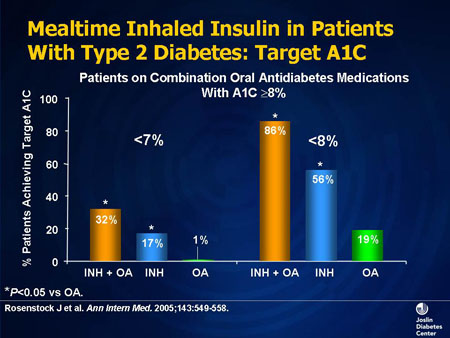 Mealtime Inhaled Insulin in Patients
With Type 2 Diabetes: Target A1C
Patients on Combination Oral Antidiabetes Medications
With A1C ≥8%
% Patients Achieving Target A1C
100
80
60
40
20
0
<7%
<8%
*
32%
*
17%
1%
*
86%
*
56%
19%
INH + OA INH OA INH + OA INH OA
*P<0.05 vs OA.
Rosenstock J et al. Ann Intern Med. 2005;143:549-558.
Joslin
Diabetes
Center